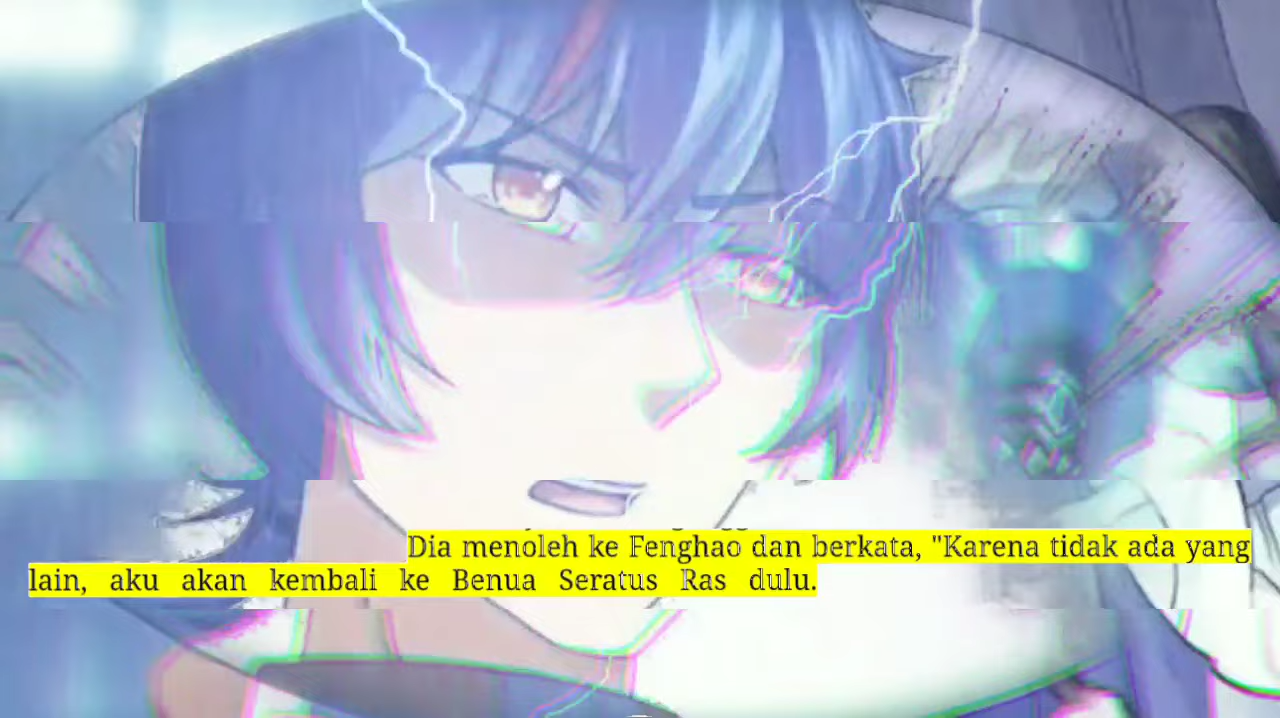 Dia menoleh ke Fenghao dan berkata, "Karena tidak ada yang
lain, aku akan kembali ke Benua Seratus Ras dulu.